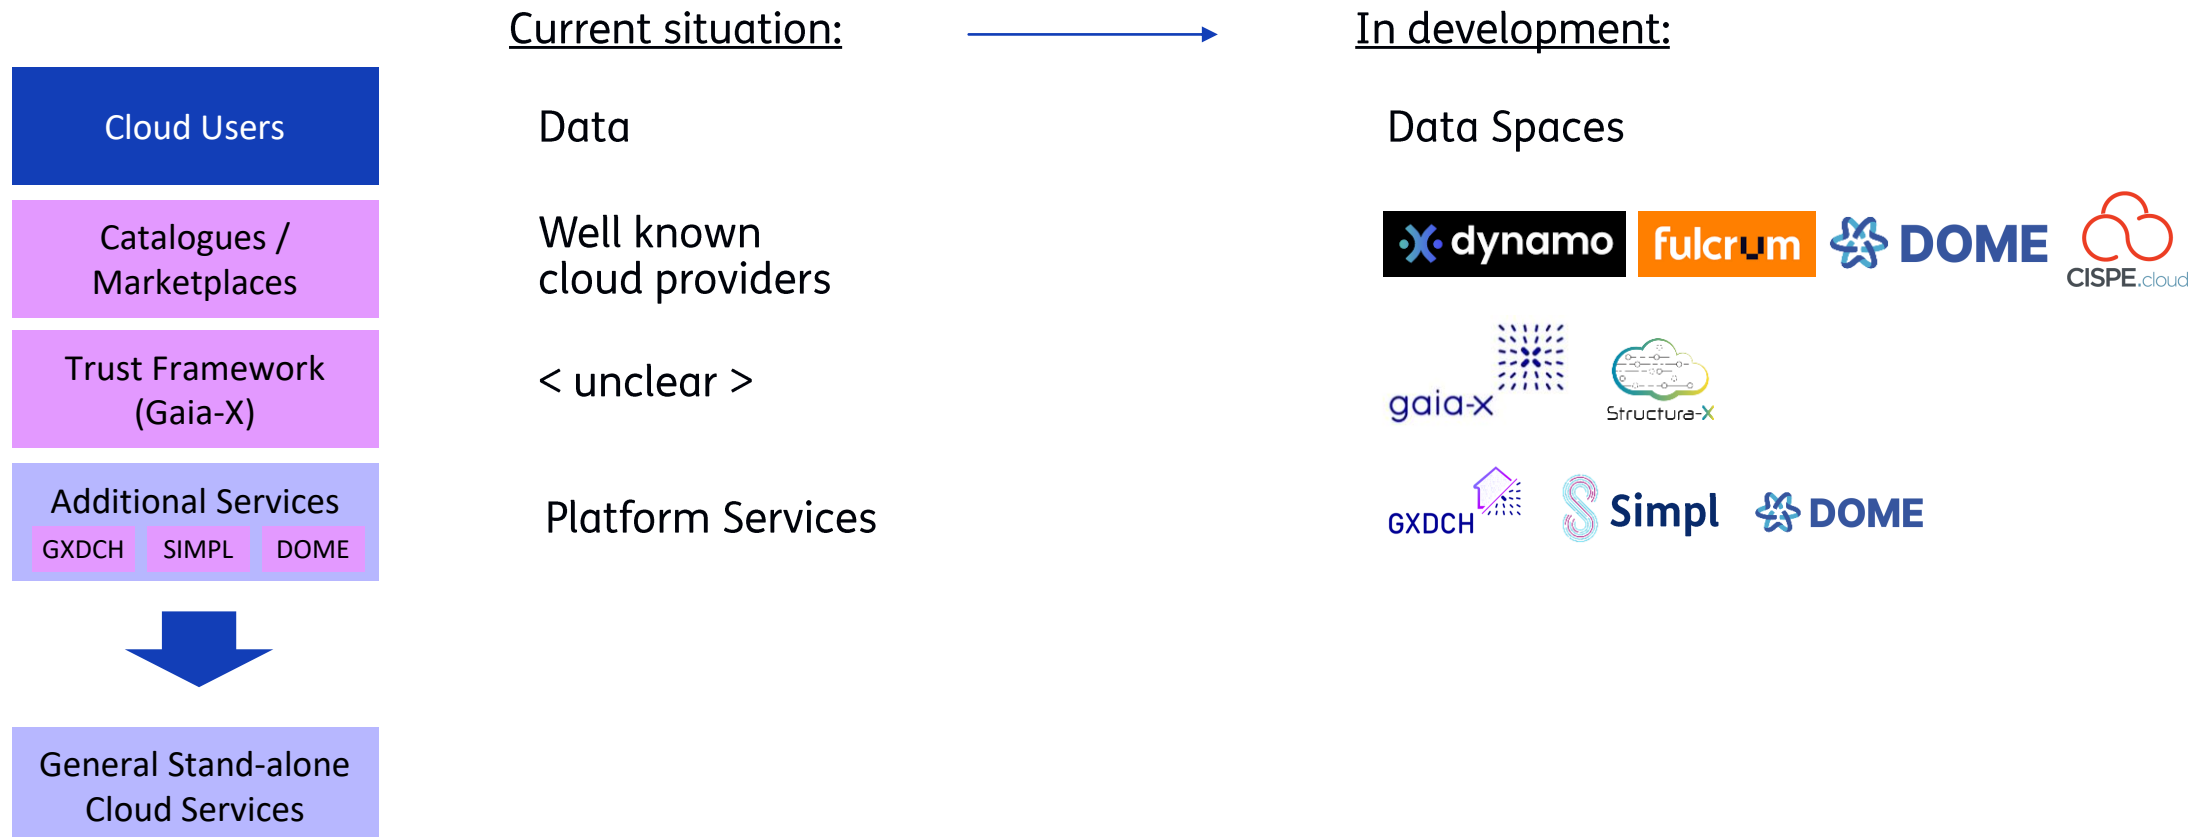 Current situation:
In development:
Cloud Users
Data
Data Spaces
Catalogues /
Marketplaces
Well known
cloud providers
dynamo
fulcrum
DOME
CISPE.cloud
Trust Framework
(Gaia-X)
< unclear >
gaia-x
Structura-X
Additional Services
GXDCH
SIMPL
DOME
Platform Services
GXDCH
Simpl
DOME
General Stand-alone
Cloud Services